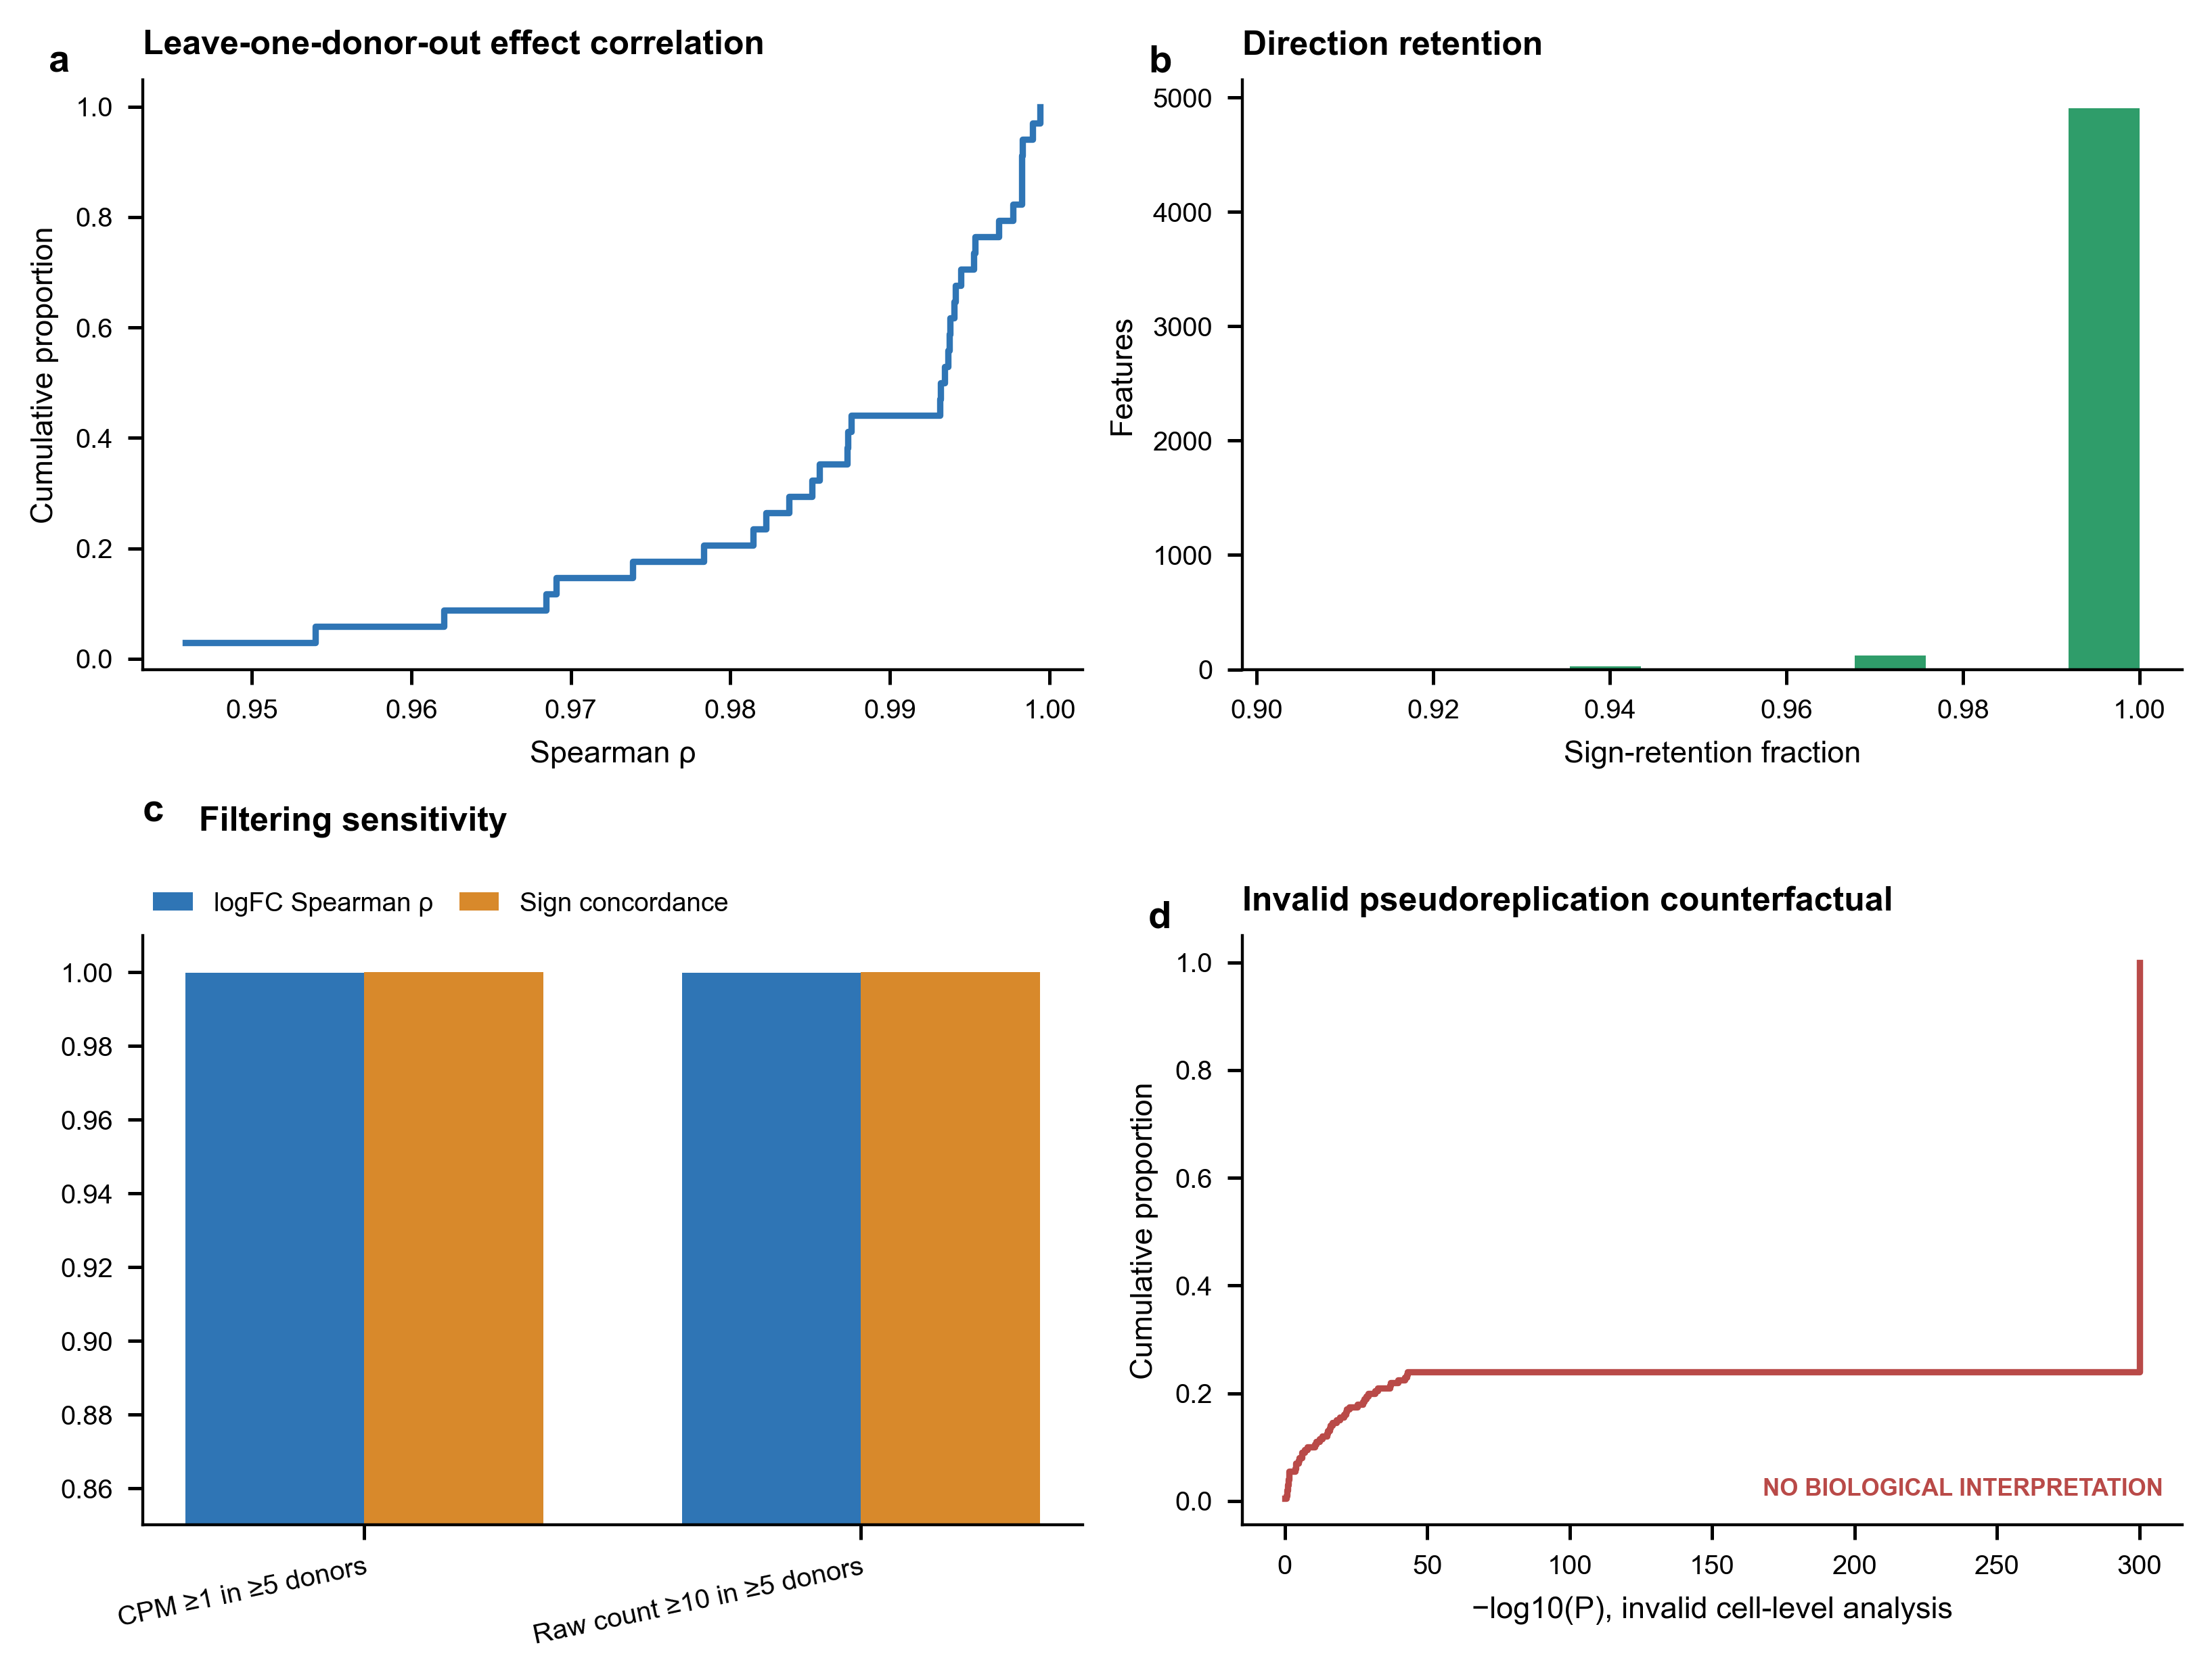 a
Leave-one-donor-out effect correlation
Cumulative proportion
1.0
0.8
0.6
0.4
0.2
0.0
0.95 0.96 0.97 0.98 0.99 1.00
Spearman ρ
b
Direction retention
Features
5000
4000
3000
2000
1000
0
0.90 0.92 0.94 0.96 0.98 1.00
Sign-retention fraction
c
Filtering sensitivity
logFC Spearman ρ
Sign concordance
1.00
0.98
0.96
0.94
0.92
0.90
0.88
0.86
CPM ≥1 in ≥5 donors
Raw count ≥10 in ≥5 donors
d
Invalid pseudoreplication counterfactual
Cumulative proportion
1.0
0.8
0.6
0.4
0.2
0.0
NO BIOLOGICAL INTERPRETATION
0 50 100 150 200 250 300
−log10(P), invalid cell-level analysis